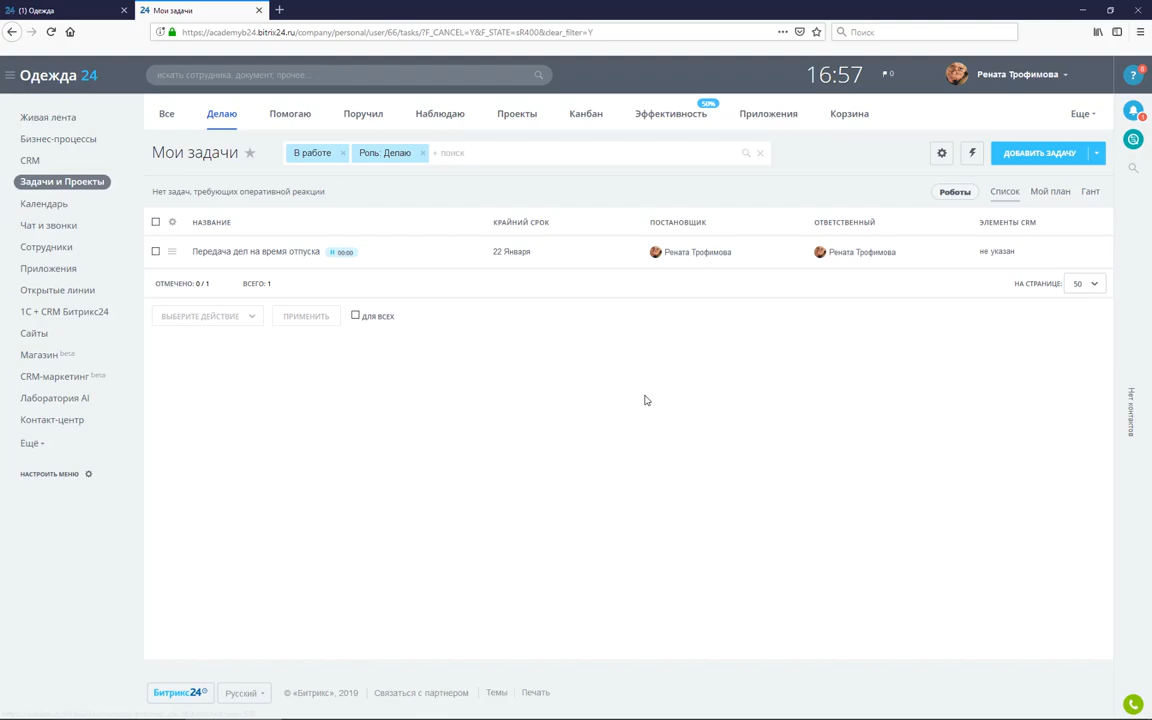 24 (1) Одежда
24 Мои задачи
https://academyb24.bitrix24.ru/company/personal/user/66/tasks/?F_CANCEL=Y&F_STATE=sR400&clear_filter=Y
Поиск
Одежда 24
искать сотрудника, документ, прочее...
16:57
0
Рената Трофимова
?
8
1
Живая лента
Бизнес-процессы
CRM
Задачи и Проекты
Календарь
Чат и звонки
Сотрудники
Приложения
Открытые линии
1С + CRM Битрикс24
Сайты
Магазин beta
CRM-маркетинг beta
Лаборатория AI
Контакт-центр
Ещё
НАСТРОИТЬ МЕНЮ
Все Делаю Помогаю Поручил Наблюдаю Проекты Канбан Эффективность 50% Приложения Корзина Еще
Мои задачи
В работе × Роль: Делаю × + поиск
ДОБАВИТЬ ЗАДАЧУ
Нет задач, требующих оперативной реакции
Роботы Список Мой план Гант
НАЗВАНИЕ КРАЙНИЙ СРОК ПОСТАНОВЩИК ОТВЕТСТВЕННЫЙ ЭЛЕМЕНТЫ CRM
Передача дел на время отпуска 00:00 22 Января Рената Трофимова Рената Трофимова не указан
ОТМЕЧЕНО: 0 / 1 ВСЕГО: 1 НА СТРАНИЦЕ: 50
ВЫБЕРИТЕ ДЕЙСТВИЕ ПРИМЕНИТЬ ДЛЯ ВСЕХ
Нет контактов
Битрикс24 Русский © «Битрикс», 2019 Связаться с партнером Темы Печать